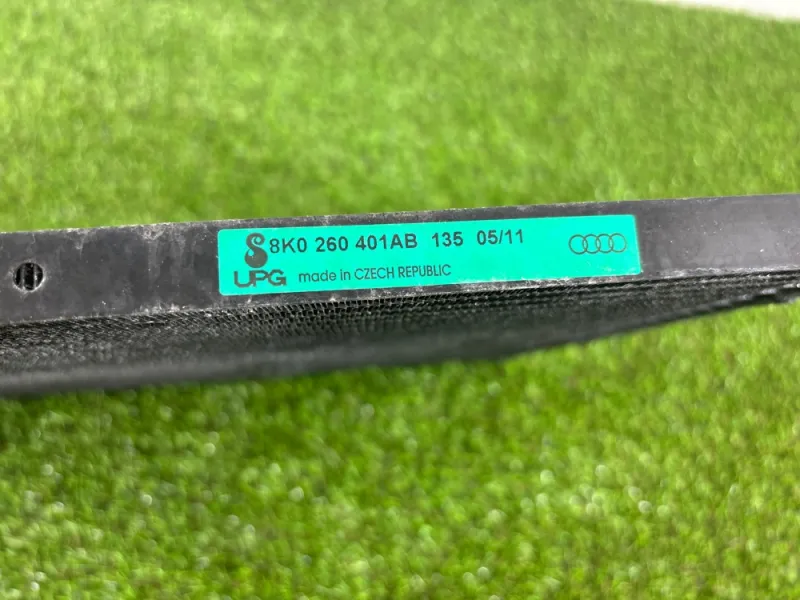 8K0 260 401AB 135 05/11
UPG made in CZECH REPUBLIC